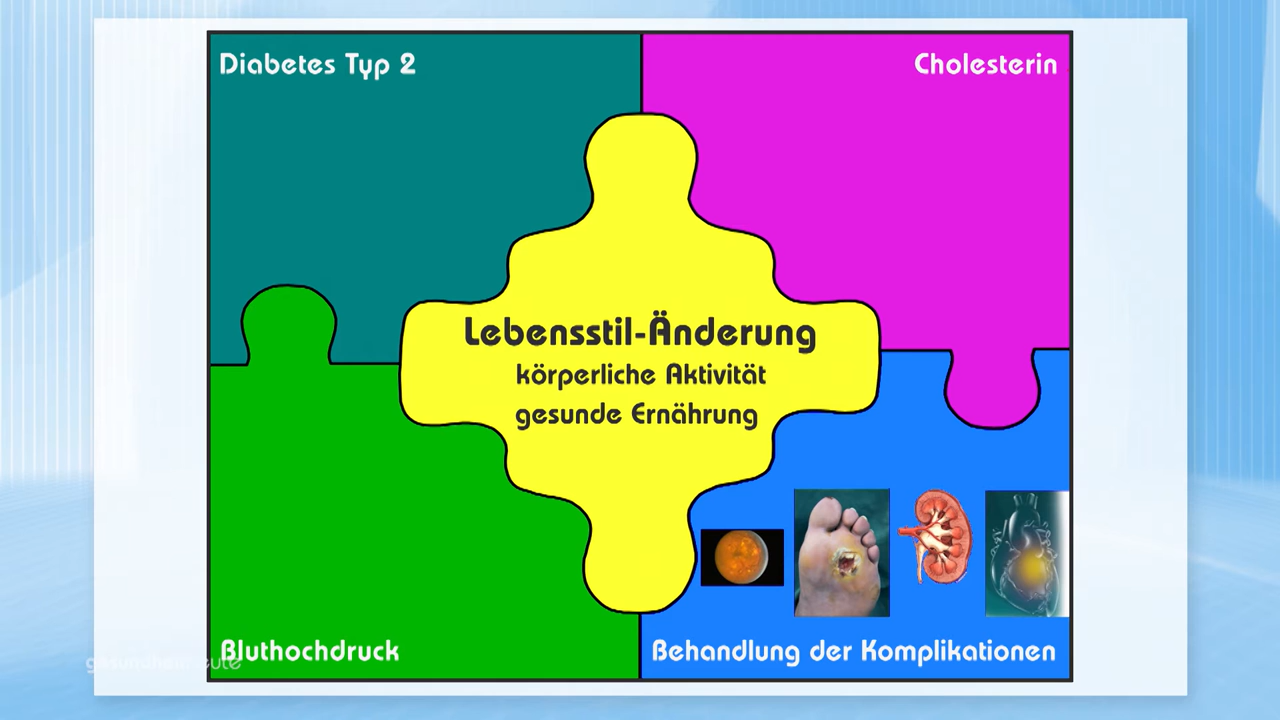 Diabetes Typ 2
Cholesterin
Lebensstil-Änderung
körperliche Aktivität
gesunde Ernährung
Bluthochdruck
Behandlung der Komplikationen